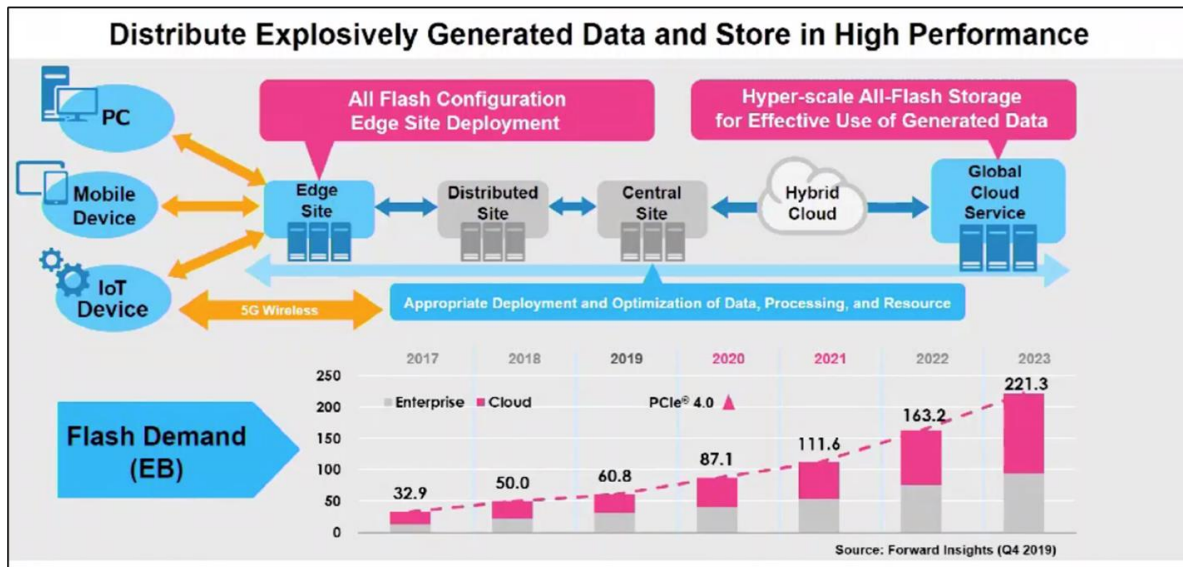 Distribute Explosively Generated Data and Store in High Performance
PC
Mobile
Device
IoT
Device
All Flash Configuration
Edge Site Deployment
Hyper-scale All-Flash Storage
for Effective Use of Generated Data
Edge
Site
Distributed
Site
Central
Site
Hybrid
Cloud
Global
Cloud
Service
5G Wireless
Appropriate Deployment and Optimization of Data, Processing, and Resource
Flash Demand
(EB)
2017 2018 2019 2020 2021 2022 2023
250
200
150
100
50
0
Enterprise Cloud
PCIe® 4.0
32.9 50.0 60.8 87.1 111.6 163.2 221.3
Source: Forward Insights (Q4 2019)